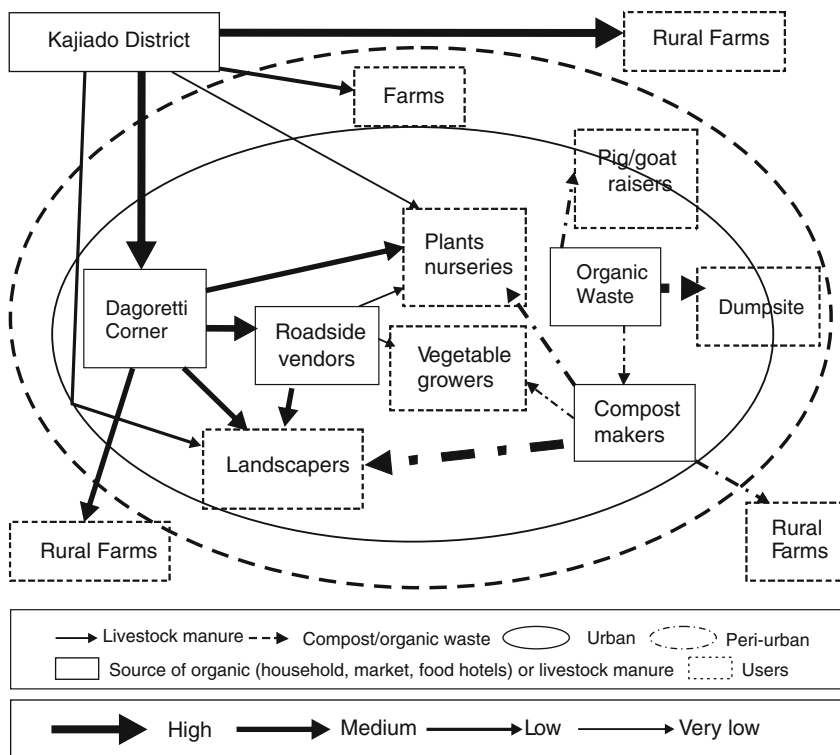 Kajiado District
Rural Farms
Farms
Pig/goat
raisers
Plants
nurseries
Organic
Waste
Dumpsite
Dagoretti
Corner
Roadside
vendors
Vegetable
growers
Compost
makers
Landscapers
Rural Farms
Rural
Farms
Livestock manure
Compost/organic waste
Urban
Peri-urban
Source of organic (household, market, food hotels) or livestock manure
Users
High
Medium
Low
Very low